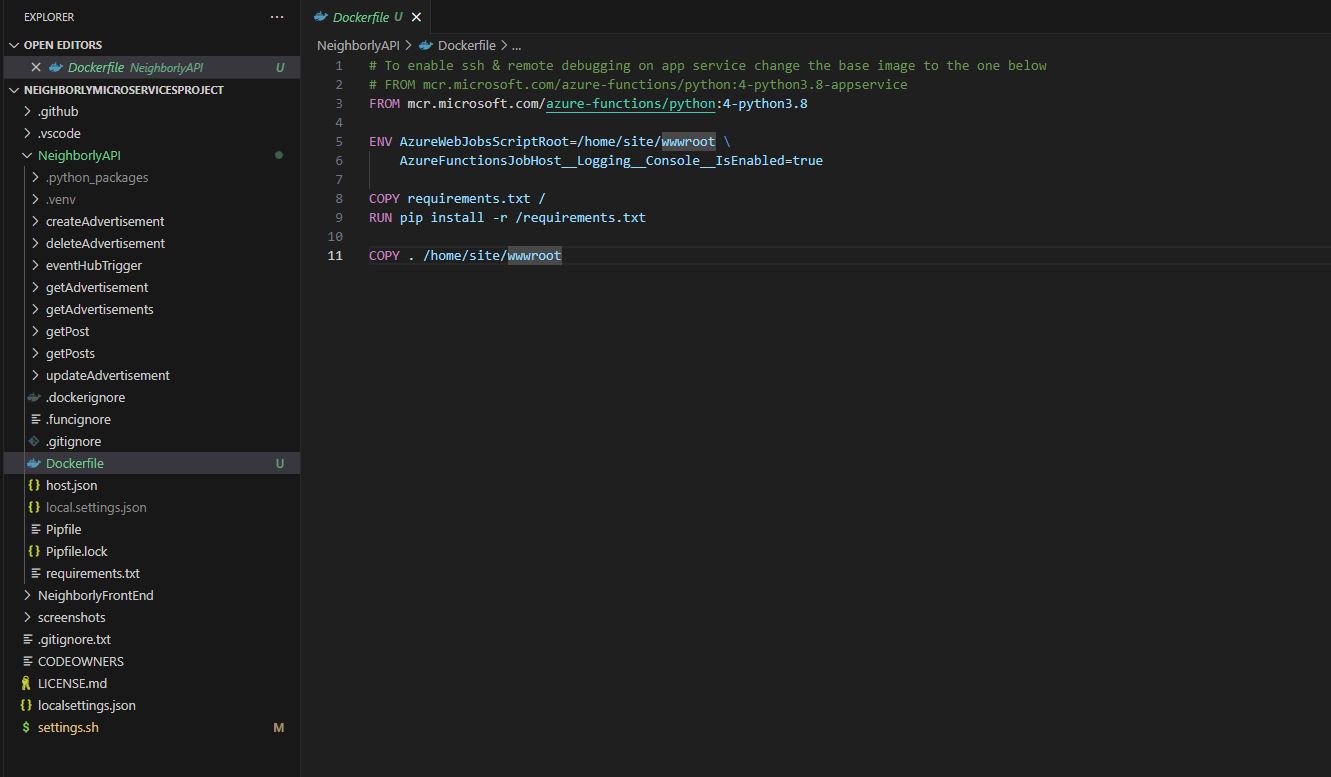 EXPLORER
...
OPEN EDITORS
Dockerfile NeighborlyAPI U
NEIGHBORLYMICROSERVICESPROJECT
.github
.vscode
NeighborlyAPI
.python_packages
.venv
createAdvertisement
deleteAdvertisement
eventHubTrigger
getAdvertisement
getAdvertisements
getPost
getPosts
updateAdvertisement
.dockerignore
.funcignore
.gitignore
Dockerfile U
{} host.json
{} local.settings.json
Pipfile
{} Pipfile.lock
requirements.txt
NeighborlyFrontEnd
screenshots
.gitignore.txt
CODEOWNERS
LICENSE.md
{} localsettings.json
$ settings.sh M
Dockerfile U
NeighborlyAPI > Dockerfile > ...
1 # To enable ssh & remote debugging on app service change the base image to the one below
2 # FROM mcr.microsoft.com/azure-functions/python:4-python3.8-appservice
3 FROM mcr.microsoft.com/azure-functions/python:4-python3.8
4
5 ENV AzureWebJobsScriptRoot=/home/site/wwwroot \
6 AzureFunctionsJobHost__Logging__Console__IsEnabled=true
7
8 COPY requirements.txt /
9 RUN pip install -r /requirements.txt
10
11 COPY . /home/site/wwwroot